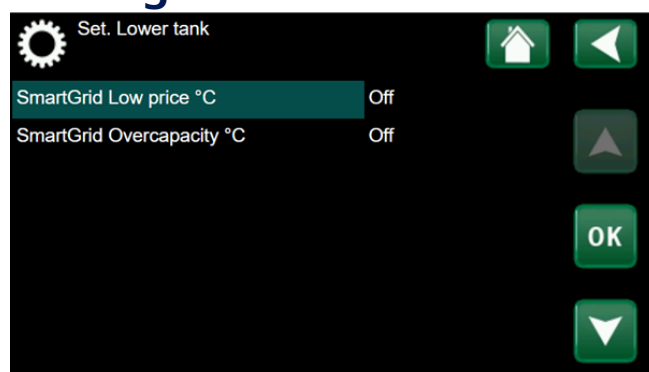 Set. Lower tank
SmartGrid Low price °C Off
SmartGrid Overcapacity °C Off
OK